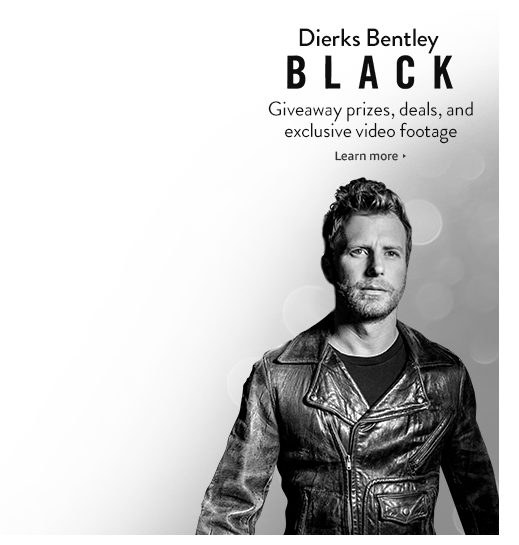 Dierks Bentley
BLACK
Giveaway prizes, deals, and
exclusive video footage
Learn more ▸